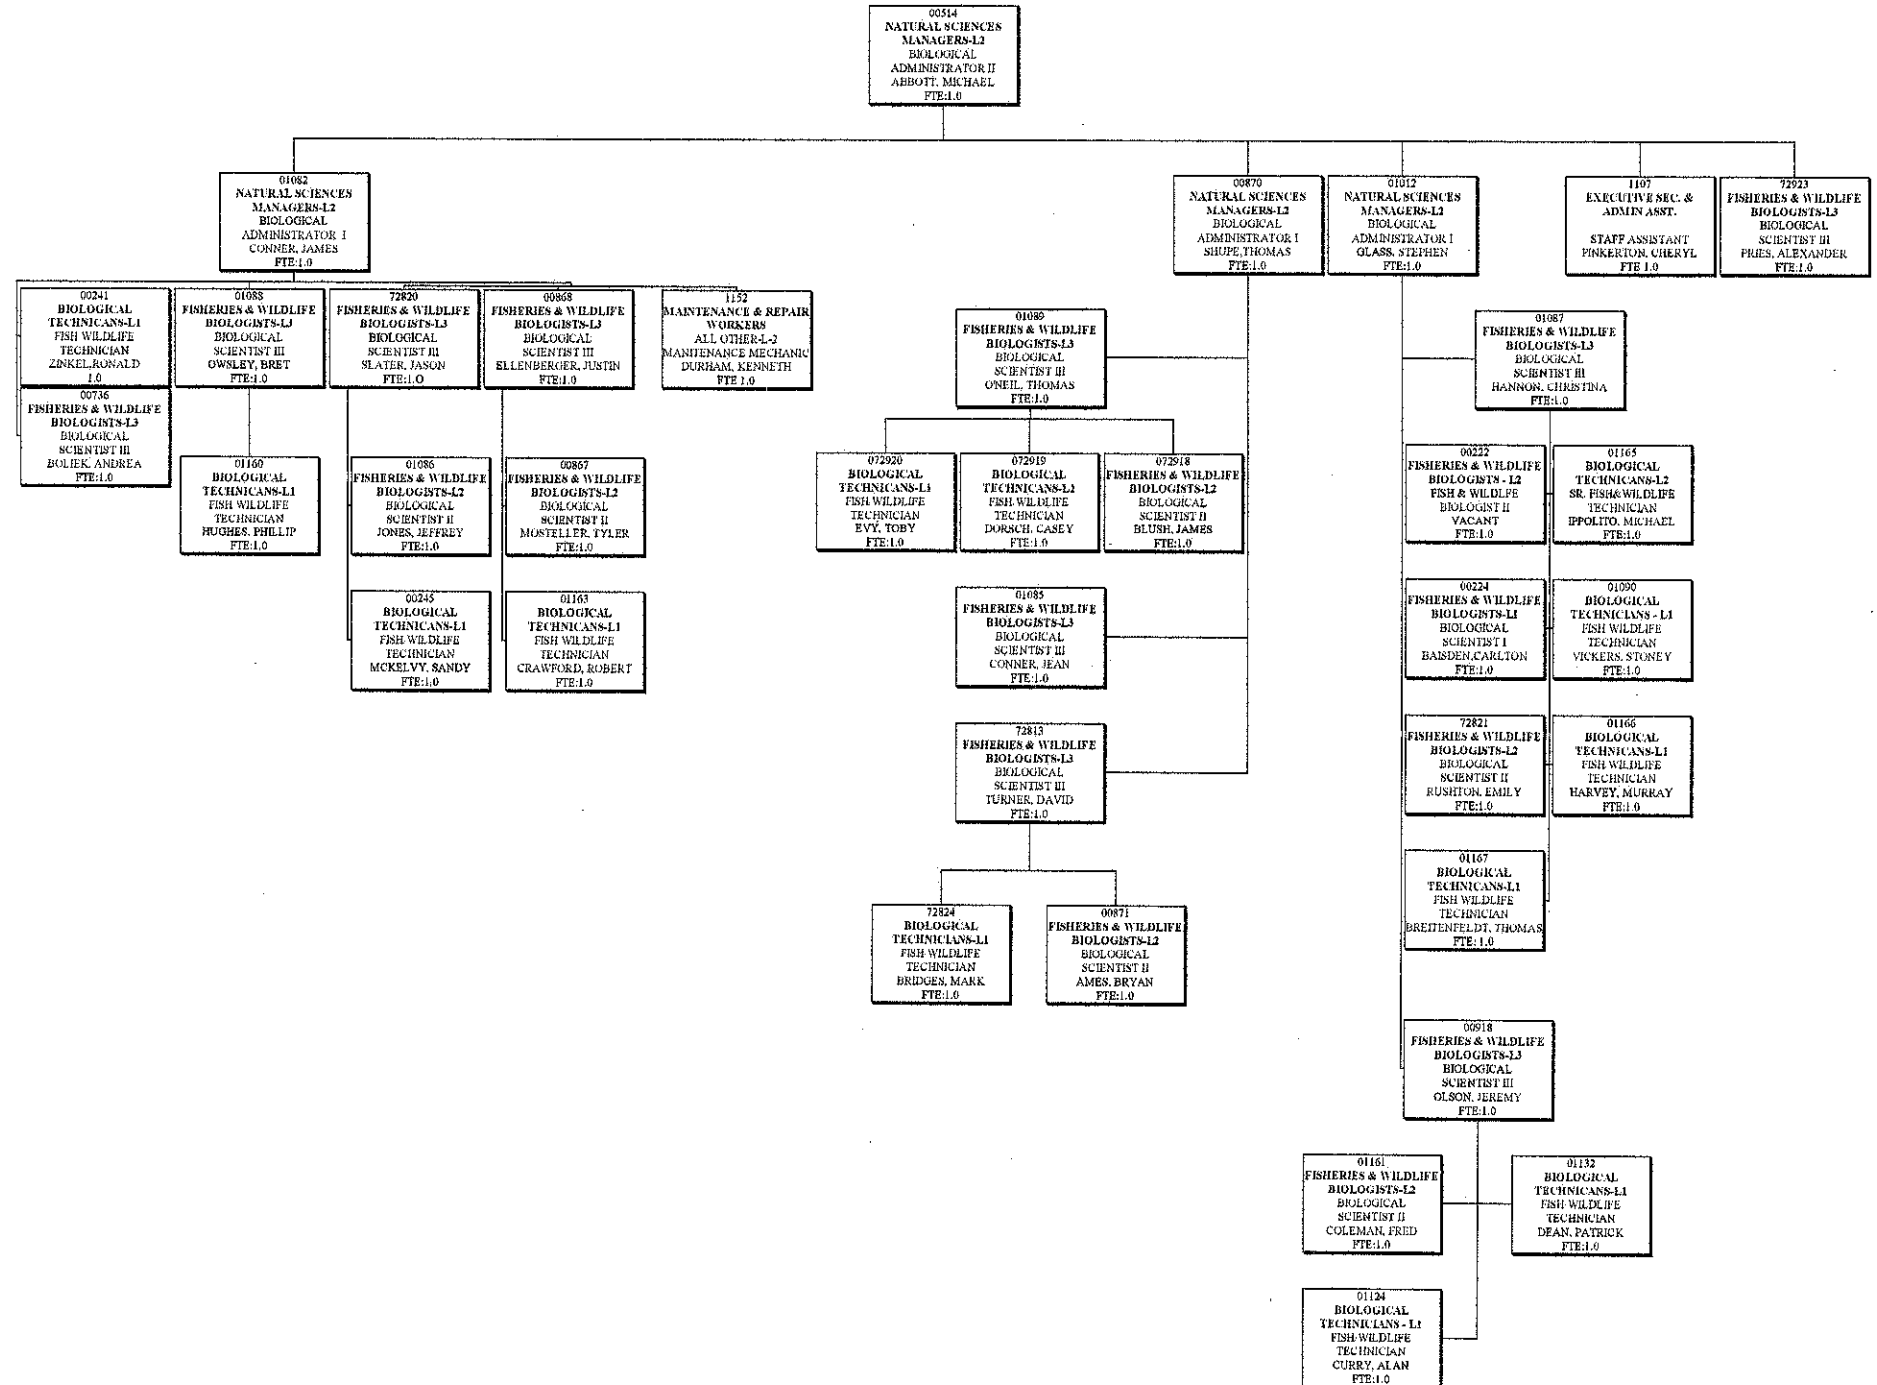 00514
NATURAL SCIENCES
MANAGERS-L2
BIOLOGICAL
ADMINISTRATOR II
ABBOTT, MICHAEL
FTE:1.0
01082
NATURAL SCIENCES
MANAGERS-L2
BIOLOGICAL
ADMINISTRATOR I
CONNER, JAMES
FTE:1.0
00870
NATURAL SCIENCES
MANAGERS-L2
BIOLOGICAL
ADMINISTRATOR I
SHUPE,THOMAS
FTE:1.0
01012
NATURAL SCIENCES
MANAGERS-L2
BIOLOGICAL
ADMINISTRATOR I
GLASS, STEPHEN
FTE:1.0
1107
EXECUTIVE SEC. &
ADMIN ASST.
STAFF ASSISTANT
PINKERTON, CHERYL
FTE 1.0
72923
FISHERIES & WILDLIFE
BIOLOGISTS-L3
BIOLOGICAL
SCIENTIST III
PRIES, ALEXANDER
FTE:1.0
00241
BIOLOGICAL
TECHNICANS-L1
FISH WILDLIFE
TECHNICIAN
ZINKEL,RONALD
1.0
01088
FISHERIES & WILDLIFE
BIOLOGISTS-L3
BIOLOGICAL
SCIENTIST III
OWSLEY, BRET
FTE:1.0
72820
FISHERIES & WILDLIFE
BIOLOGISTS-L3
BIOLOGICAL
SCIENTIST III
SLATER, JASON
FTE:1.O
00868
FISHERIES & WILDLIFE
BIOLOGISTS-L3
BIOLOGICAL
SCIENTIST III
ELLENBERGER, JUSTIN
FTE:1.0
1152
MAINTENANCE & REPAIR
WORKERS
ALL OTHER-L-2
MANITENANCE MECHANIC
DURHAM, KENNETH
FTE 1.0
00736
FISHERIES & WILDLIFE
BIOLOGISTS-L3
BIOLOGICAL
SCIENTIST III
BOLIEK, ANDREA
FTE:1.0
01160
BIOLOGICAL
TECHNICANS-L1
FISH WILDLIFE
TECHNICIAN
HUGHES, PHILLIP
FTE:1.0
01086
FISHERIES & WILDLIFE
BIOLOGISTS-L2
BIOLOGICAL
SCIENTIST II
JONES, JEFFREY
FTE:1.0
00867
FISHERIES & WILDLIFE
BIOLOGISTS-L2
BIOLOGICAL
SCIENTIST II
MOSTELLER, TYLER
FTE:1.0
00245
BIOLOGICAL
TECHNICANS-L1
FISH WILDLIFE
TECHNICIAN
MCKELVY, SANDY
FTE:1.0
01163
BIOLOGICAL
TECHNICANS-L1
FISH WILDLIFE
TECHNICIAN
CRAWFORD, ROBERT
FTE:1.0
01089
FISHERIES & WILDLIFE
BIOLOGISTS-L3
BIOLOGICAL
SCIENTIST III
O'NEIL, THOMAS
FTE:1.0
072920
BIOLOGICAL
TECHNICANS-L1
FISH WILDLIFE
TECHNICIAN
EVY, TOBY
FTE:1.0
072919
BIOLOGICAL
TECHNICANS-L1
FISH WILDLIFE
TECHNICIAN
DORSCH, CASEY
FTE:1.0
072918
FISHERIES & WILDLIFE
BIOLOGISTS-L2
BIOLOGICAL
SCIENTIST II
BLUSH, JAMES
FTE:1.0
01085
FISHERIES & WILDLIFE
BIOLOGISTS-L3
BIOLOGICAL
SCIENTIST III
CONNER, JEAN
FTE:1.0
72813
FISHERIES & WILDLIFE
BIOLOGISTS-L3
BIOLOGICAL
SCIENTIST III
TURNER, DAVID
FTE:1.0
72824
BIOLOGICAL
TECHNICIANS-L1
FISH WILDLIFE
TECHNICIAN
BRIDGES, MARK
FTE:1.0
00871
FISHERIES & WILDLIFE
BIOLOGISTS-L2
BIOLOGICAL
SCIENTIST II
AMES, BRYAN
FTE:1.0
01087
FISHERIES & WILDLIFE
BIOLOGISTS-L3
BIOLOGICAL
SCIENTIST III
HANNON, CHRISTINA
FTE:1.0
00222
FISHERIES & WILDLIFE
BIOLOGISTS - L2
FISH & WILDLFE
BIOLOGIST II
VACANT
FTE:1.0
01165
BIOLOGICAL
TECHNICANS-L2
SR. FISH&WILDLIFE
TECHNICIAN
IPPOLITO, MICHAEL
FTE:1.0
00224
FISHERIES & WILDLIFE
BIOLOGISTS-L1
BIOLOGICAL
SCIENTIST I
BAISDEN,CARLTON
FTE:1.0
01090
BIOLOGICAL
TECHNICIANS - L1
FISH WILDLIFE
TECHNICIAN
VICKERS, STONEY
FTE:1.0
72821
FISHERIES & WILDLIFE
BIOLOGISTS-L2
BIOLOGICAL
SCIENTIST II
RUSHTON, EMILY
FTE:1.0
01166
BIOLOGICAL
TECHNICANS-L1
FISH WILDLIFE
TECHNICIAN
HARVEY, MURRAY
FTE:1.0
01167
BIOLOGICAL
TECHNICANS-L1
FISH WILDLIFE
TECHNICIAN
BREITENFELDT, THOMAS
FTE: 1.0
00918
FISHERIES & WILDLIFE
BIOLOGISTS-L3
BIOLOGICAL
SCIENTIST III
OLSON, JEREMY
FTE:1.0
01161
FISHERIES & WILDLIFE
BIOLOGISTS-L2
BIOLOGICAL
SCIENTIST II
COLEMAN, FRED
FTE:1.0
01132
BIOLOGICAL
TECHNICANS-L1
FISH WILDLIFE
TECHNICIAN
DEAN, PATRICK
FTE:1.0
01124
BIOLOGICAL
TECHNICIANS - L1
FISH WILDLIFE
TECHNICIAN
CURRY, ALAN
FTE:1.0